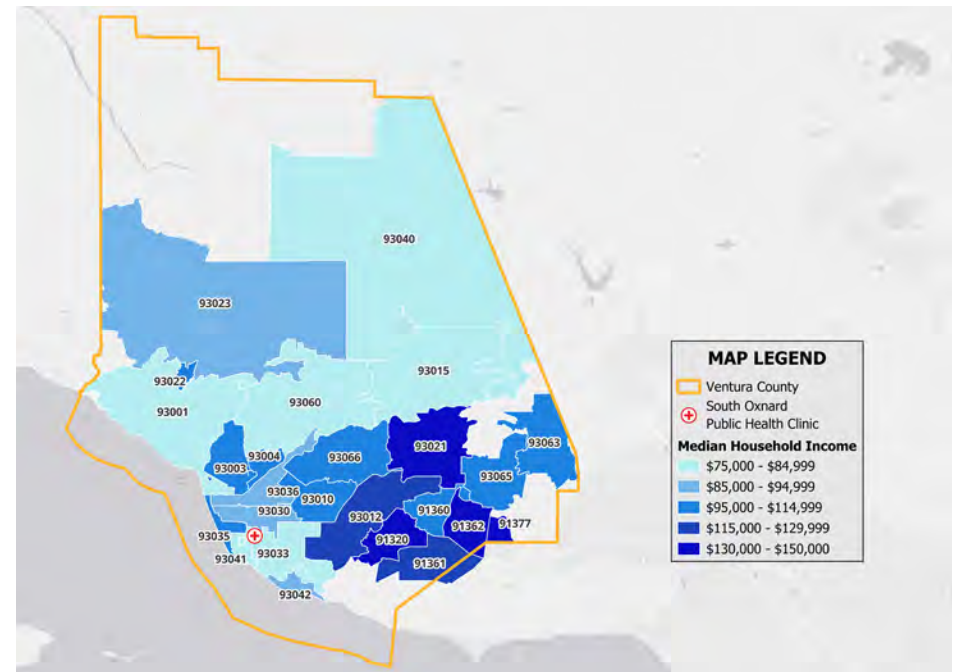 93040
93023
93015
93022
93001
93060
93021
93063
93004
93066
93003
93065
93036
93010
93030
93012
91360
91362
91377
93035
91320
93033
93041
91361
93042
MAP LEGEND
Ventura County
South Oxnard
Public Health Clinic
Median Household Income
$75,000 - $84,999
$85,000 - $94,999
$95,000 - $114,999
$115,000 - $129,999
$130,000 - $150,000